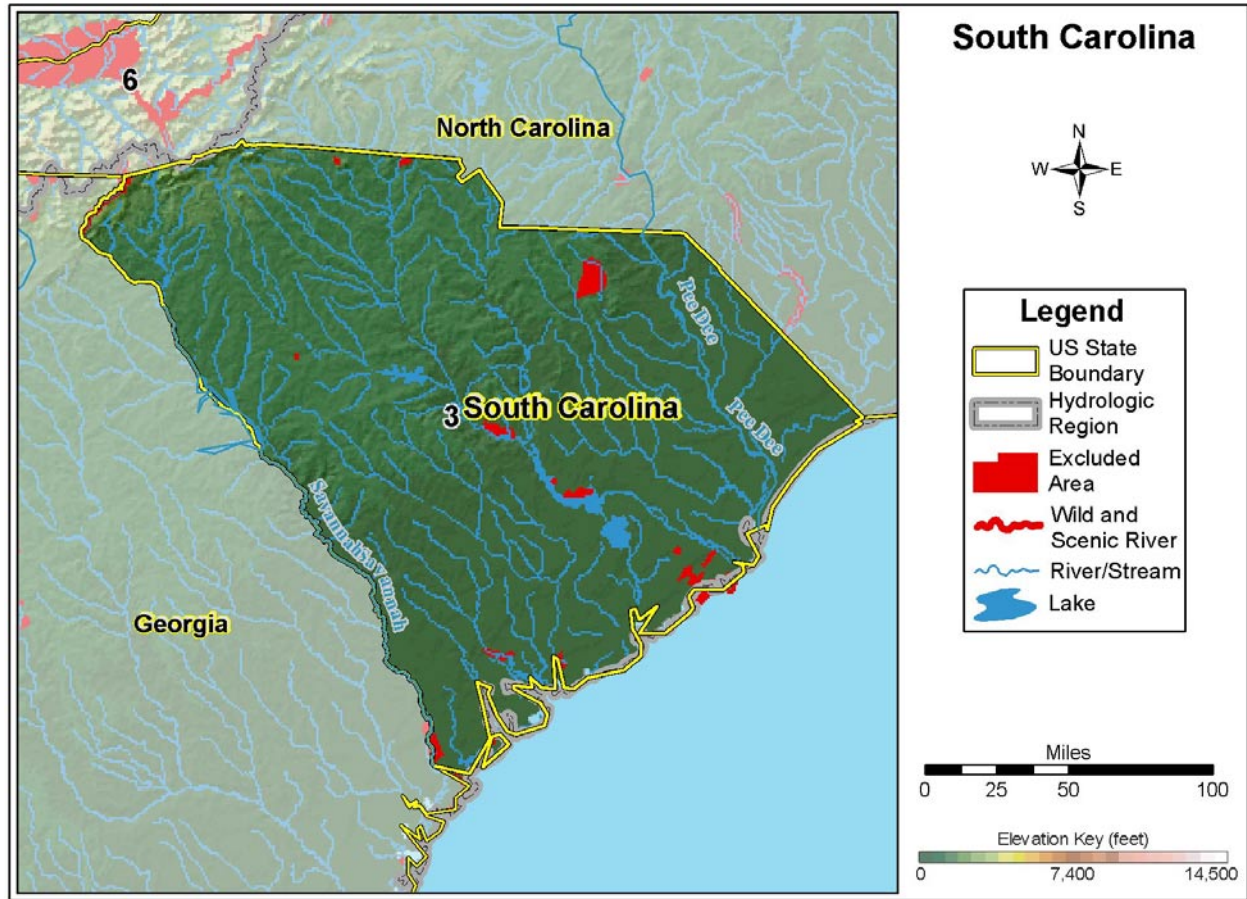 South Carolina
6
North Carolina
N
W E
S
Pee Dee
Legend
US State
Boundary
Hydrologic
Region
Excluded
Area
Wild and
Scenic River
River/Stream
Lake
3 South Carolina
Pee Dee
Savannah
Savannah
Georgia
Miles
0 25 50 100
Elevation Key (feet)
0 7,400 14,500